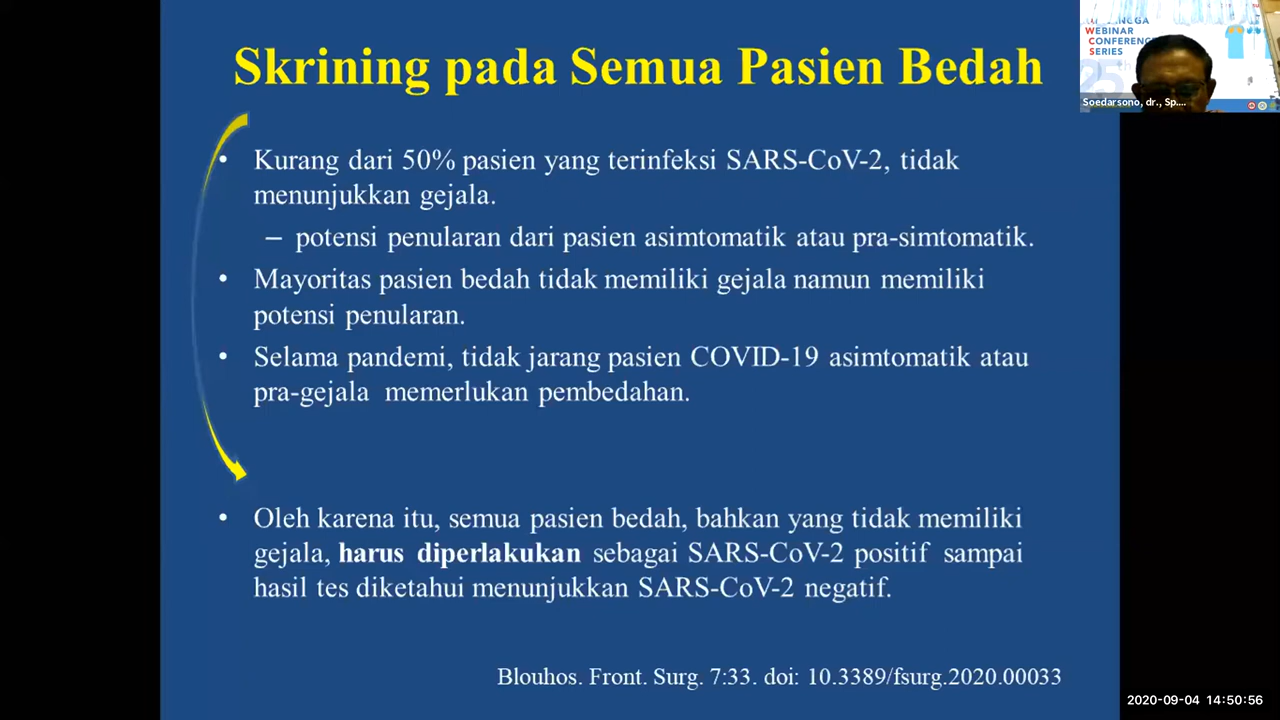 Skrining pada Semua Pasien Bedah
WEBINAR
CONFERENCE
SERIES
Soedarsono, dr., Sp....
• Kurang dari 50% pasien yang terinfeksi SARS-CoV-2, tidak
menunjukkan gejala.
– potensi penularan dari pasien asimtomatik atau pra-simtomatik.
• Mayoritas pasien bedah tidak memiliki gejala namun memiliki
potensi penularan.
• Selama pandemi, tidak jarang pasien COVID-19 asimtomatik atau
pra-gejala memerlukan pembedahan.
• Oleh karena itu, semua pasien bedah, bahkan yang tidak memiliki
gejala, harus diperlakukan sebagai SARS-CoV-2 positif sampai
hasil tes diketahui menunjukkan SARS-CoV-2 negatif.
Blouhos. Front. Surg. 7:33. doi: 10.3389/fsurg.2020.00033
2020-09-04 14:50:56